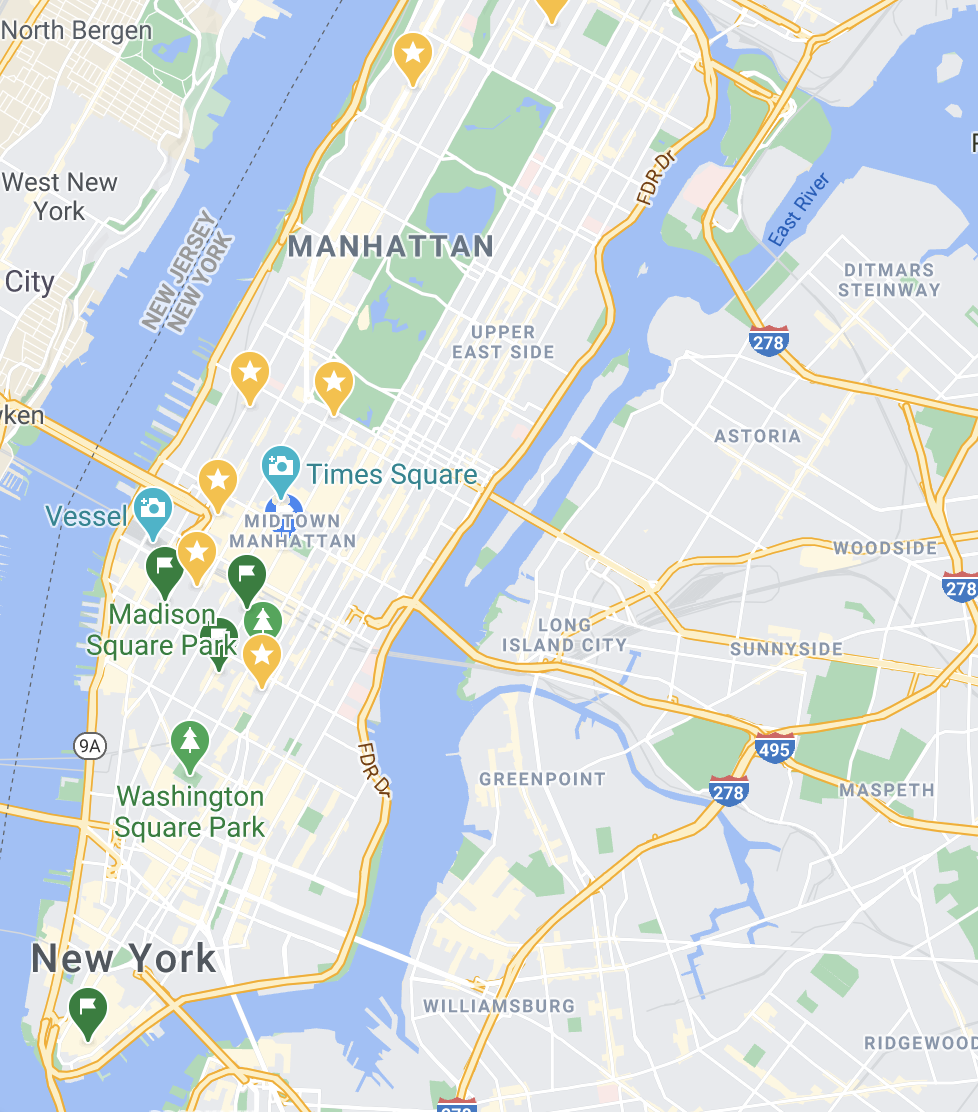 North Bergen
West New
York
City
NEW JERSEY
NEW YORK
MANHATTAN
FDR Dr
East River
DITMARS
STEINWAY
UPPER
EAST SIDE
278
ken
ASTORIA
Times Square
Vessel
MIDTOWN
MANHATTAN
WOODSIDE
278
Madison
Square Park
LONG
ISLAND CITY
SUNNYSIDE
9A
495
FDR Dr
GREENPOINT
278
MASPETH
Washington
Square Park
New York
WILLIAMSBURG
RIDGEWOOD